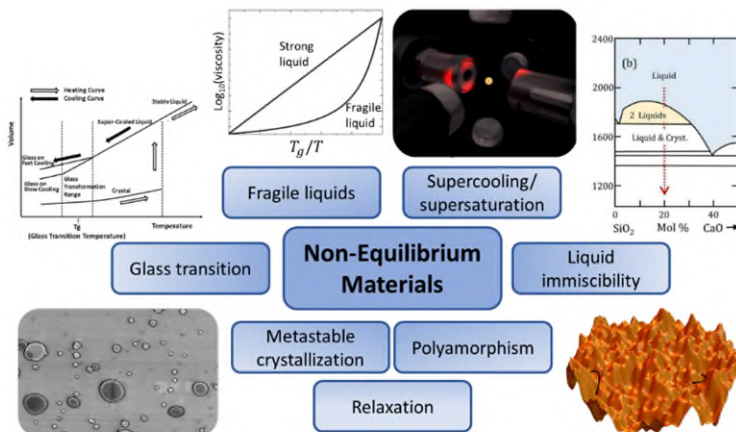 Heating Curve
Cooling Curve
Stable Liquid
Super-Cooled Liquid
Volume
Glass on
Fast Cooling
Glass on
Slow Cooling
Glass
Transformation
Range
Crystal
Tg
Temperature
(Glass Transition Temperature)
Log₁₀(viscosity)
Strong
liquid
Fragile
liquid
Tg/T
(b)
2400
2000
1600
1200
Liquid
2 Liquids
Liquid & Cryst.
0
20
40
SiO₂
Mol %
CaO →
Fragile liquids
Supercooling/
supersaturation
Glass transition
Non-Equilibrium
Materials
Liquid
immiscibility
Metastable
crystallization
Polyamorphism
Relaxation